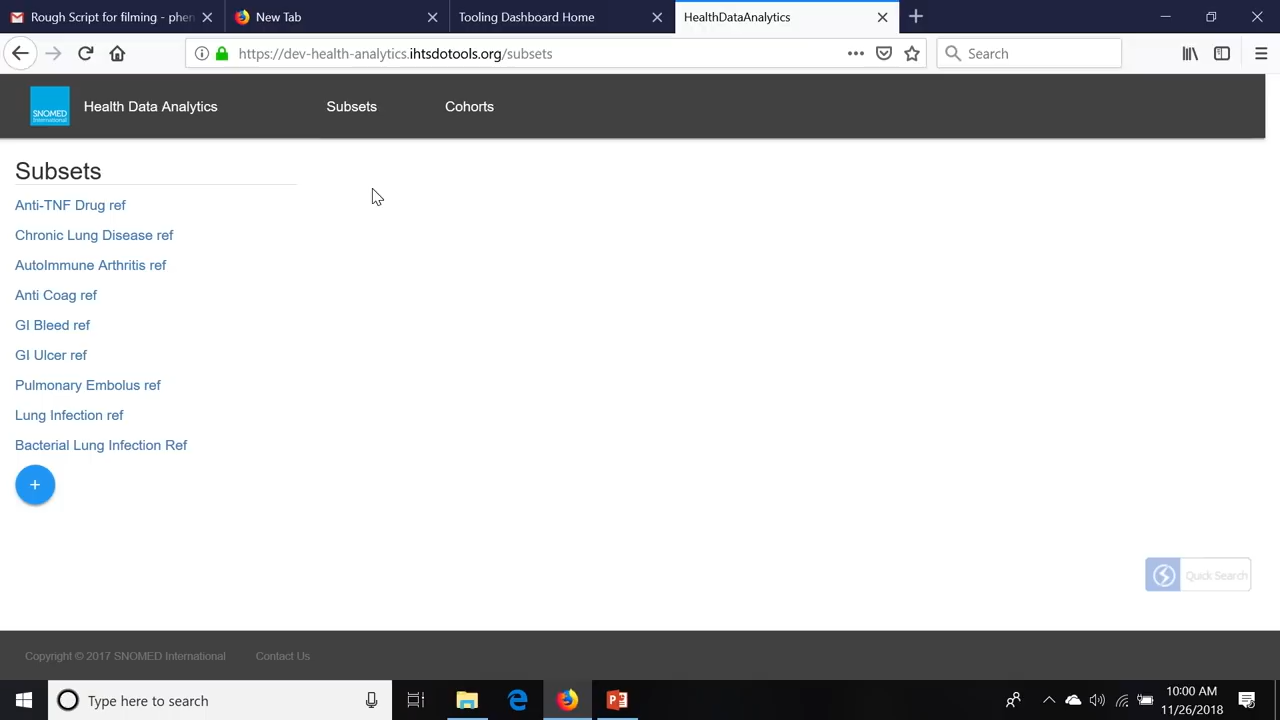 Rough Script for filming - phen
New Tab
Tooling Dashboard Home
HealthDataAnalytics
https://dev-health-analytics.ihtsdotools.org/subsets
Search
SNOMED
International
Health Data Analytics
Subsets
Cohorts
Subsets
Anti-TNF Drug ref
Chronic Lung Disease ref
AutoImmune Arthritis ref
Anti Coag ref
GI Bleed ref
GI Ulcer ref
Pulmonary Embolus ref
Lung Infection ref
Bacterial Lung Infection Ref
+
Quick Search
Copyright © 2017 SNOMED International
Contact Us
Type here to search
10:00 AM
11/26/2018